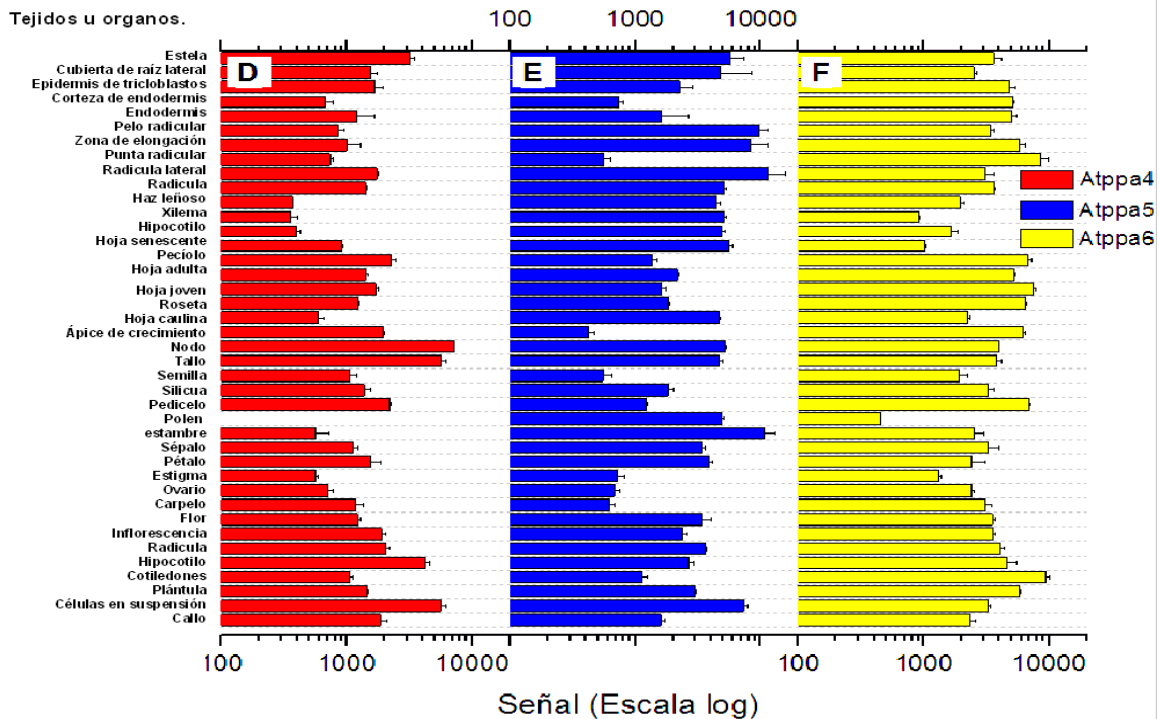 Tejidos u organos.
100 1000 10000
Estela
Cubierta de raíz lateral
Epidermis de tricloblastos
Corteza de endodermis
Endodermis
Pelo radicular
Zona de elongación
Punta radicular
Radicula lateral
Radicula
Haz leñoso
Xilema
Hipocotilo
Hoja senescente
Pecíolo
Hoja adulta
Hoja joven
Roseta
Hoja caulina
Ápice de crecimiento
Nodo
Tallo
Semilla
Silicua
Pedicelo
Polen
estambre
Sépalo
Pétalo
Estigma
Ovario
Carpelo
Flor
Inflorescencia
Radicula
Hipocotilo
Cotiledones
Plántula
Células en suspensión
Callo
D
E
F
Atppa4
Atppa5
Atppa6
100 1000 10000
100 1000 10000
Señal (Escala log)